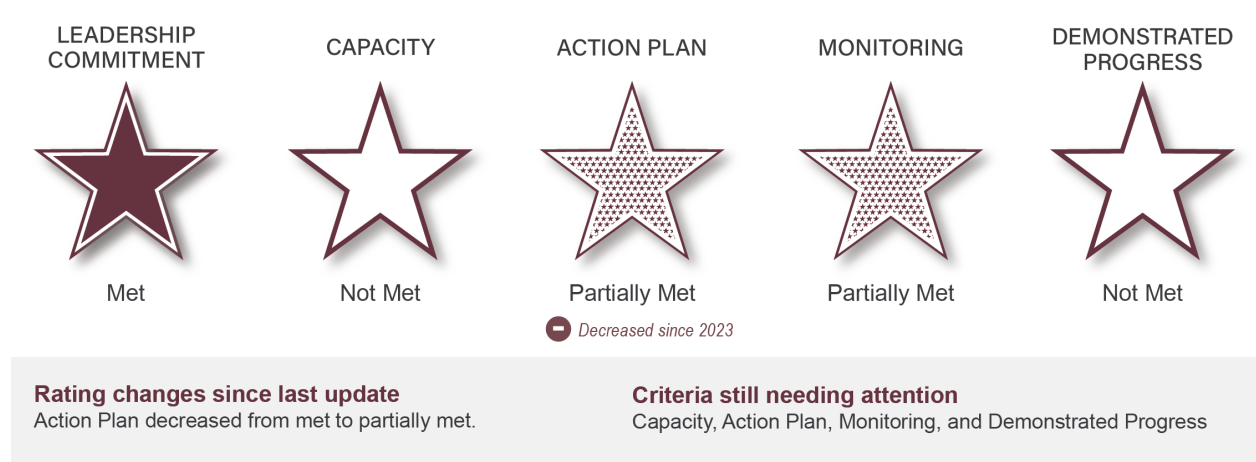 LEADERSHIP
COMMITMENT
CAPACITY
ACTION PLAN
MONITORING
DEMONSTRATED
PROGRESS
Met
Not Met
Partially Met
Partially Met
Not Met
Decreased since 2023
Rating changes since last update
Action Plan decreased from met to partially met.
Criteria still needing attention
Capacity, Action Plan, Monitoring, and Demonstrated Progress